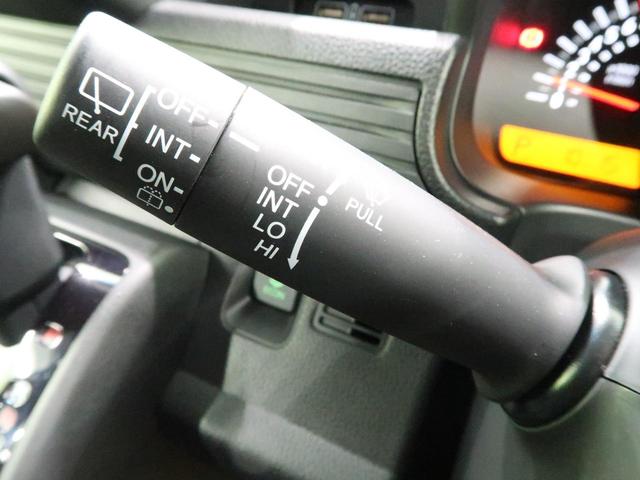 REAR
OFF
INT
ON
OFF
INT
LO
HI
PULL
P